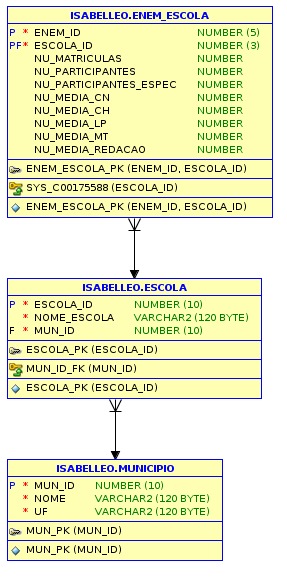 ISABELLEO.ENEM_ESCOLA
P * ENEM_ID NUMBER (5)
PF* ESCOLA_ID NUMBER (3)
NU_MATRICULAS NUMBER
NU_PARTICIPANTES NUMBER
NU_PARTICIPANTES_ESPEC NUMBER
NU_MEDIA_CN NUMBER
NU_MEDIA_CH NUMBER
NU_MEDIA_LP NUMBER
NU_MEDIA_MT NUMBER
NU_MEDIA_REDACAO NUMBER
ENEM_ESCOLA_PK (ENEM_ID, ESCOLA_ID)
SYS_C00175588 (ESCOLA_ID)
ENEM_ESCOLA_PK (ENEM_ID, ESCOLA_ID)
ISABELLEO.ESCOLA
P * ESCOLA_ID NUMBER (10)
* NOME_ESCOLA VARCHAR2 (120 BYTE)
F * MUN_ID NUMBER (10)
ESCOLA_PK (ESCOLA_ID)
MUN_ID_FK (MUN_ID)
ESCOLA_PK (ESCOLA_ID)
ISABELLEO.MUNICIPIO
P * MUN_ID NUMBER (10)
* NOME VARCHAR2 (120 BYTE)
* UF VARCHAR2 (120 BYTE)
MUN_PK (MUN_ID)
MUN_PK (MUN_ID)